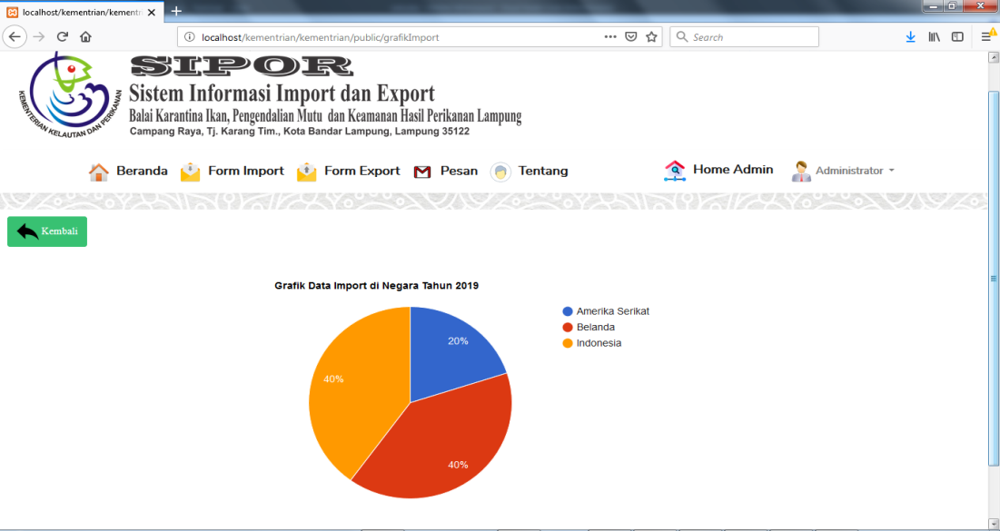 localhost/kementrian/kement
localhost/kementrian/kementrian/public/grafikImport
Search
KEMENTERIAN KELAUTAN DAN PERIKANAN
SIPOR
Sistem Informasi Import dan Export
Balai Karantina Ikan, Pengendalian Mutu dan Keamanan Hasil Perikanan Lampung
Campang Raya, Tj. Karang Tim., Kota Bandar Lampung, Lampung 35122
Beranda Form Import Form Export Pesan Tentang Home Admin Administrator
Kembali
Grafik Data Import di Negara Tahun 2019
Amerika Serikat
Belanda
Indonesia
20%
40%
40%